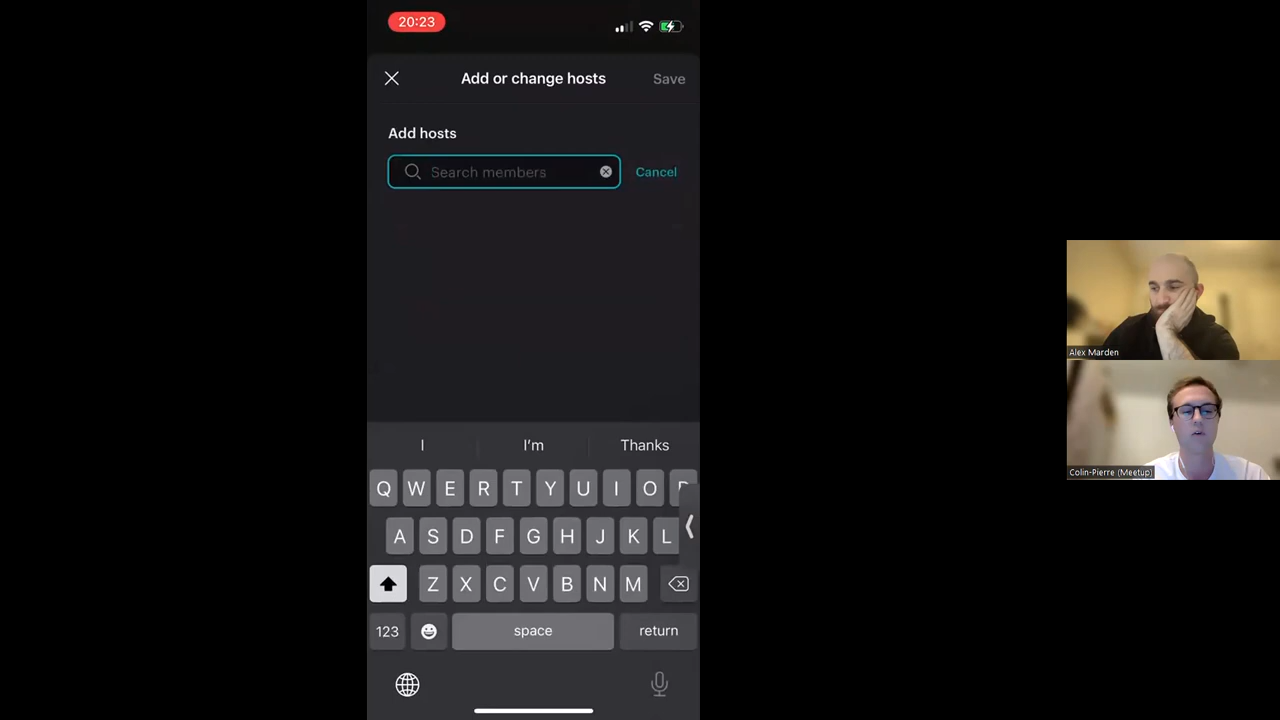 20:23
Add or change hosts
Save
Add hosts
Search members
Cancel
I
I'm
Thanks
Q W E R T Y U I O P
A S D F G H J K L
Z X C V B N M
123
space
return
Alex Marden
Colin-Pierre (Meetup)